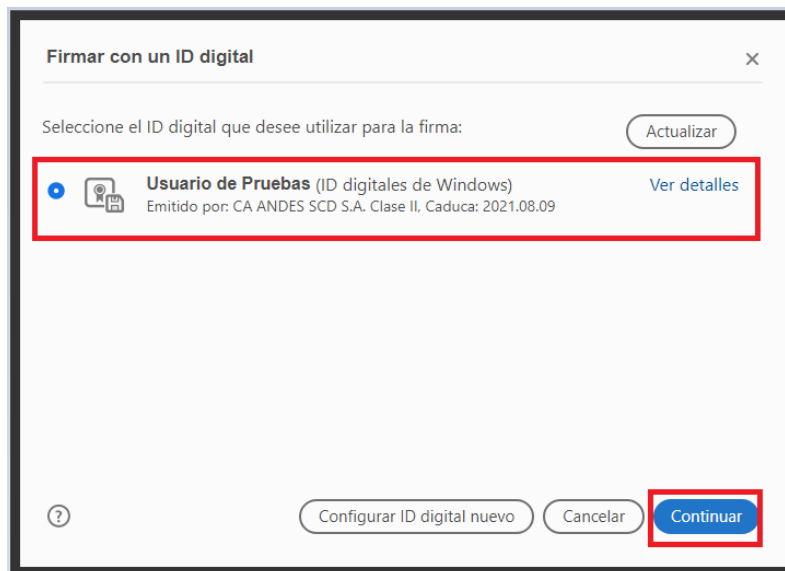 Firmar con un ID digital
Seleccione el ID digital que desee utilizar para la firma:
Actualizar
Usuario de Pruebas (ID digitales de Windows)
Ver detalles
Emitido por: CA ANDES SCD S.A. Clase II, Caduca: 2021.08.09
?
Configurar ID digital nuevo
Cancelar
Continuar